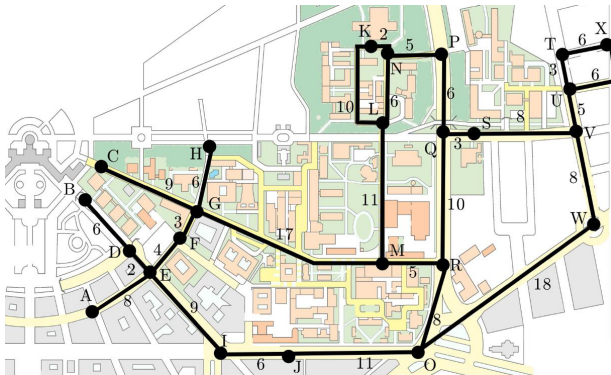 K 2
5 P
X
T 6
N
3
6
U
10 6 6
5
L 8
S V
Q 3
H
C
B 9 6
8
G
11 10
W
6 3
F 17
D 4
M 5 R
2 E
18
A 8
9
8
I
6 J 11 O